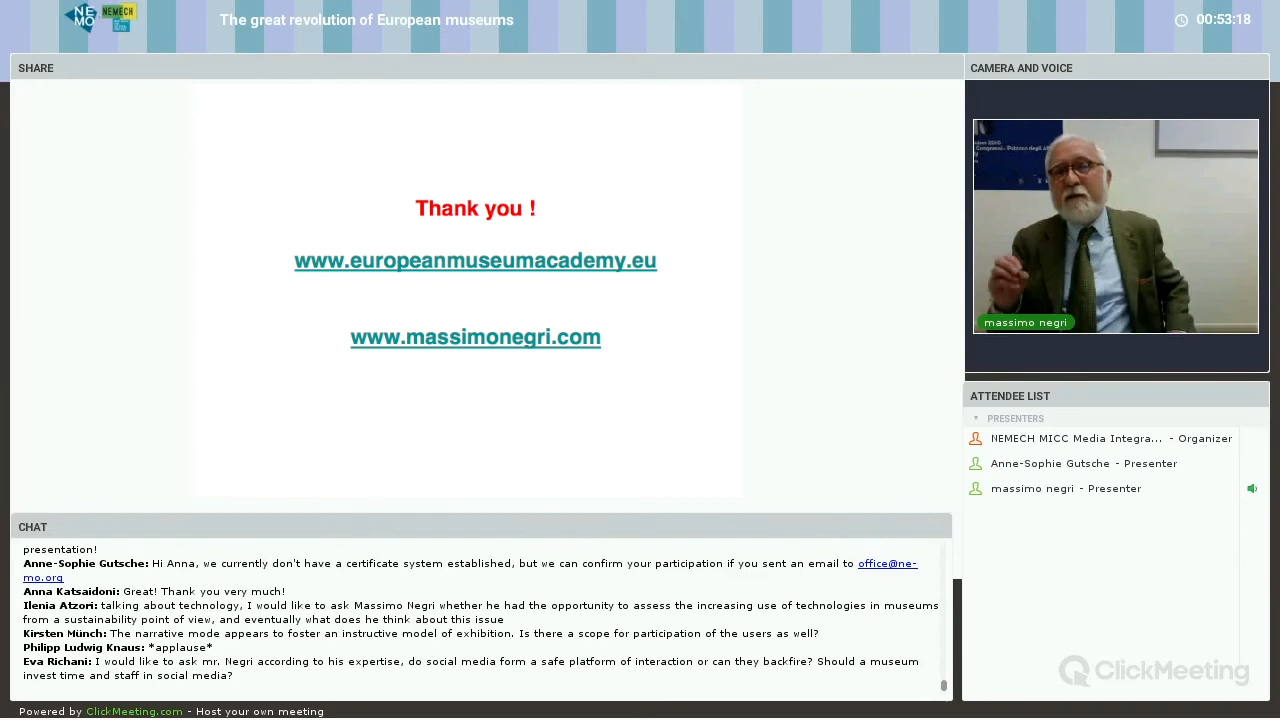 NE
MO
NEMECH
The great revolution of European museums
00:53:18
SHARE
CAMERA AND VOICE
Thank you !
www.europeanmuseumacademy.eu
www.massimonegri.com
massimo negri
ATTENDEE LIST
PRESENTERS
NEMECH MICC Media Integra... - Organizer
Anne-Sophie Gutsche - Presenter
massimo negri - Presenter
CHAT
presentation!
Anne-Sophie Gutsche: Hi Anna, we currently don't have a certificate system established, but we can confirm your participation if you sent an email to office@ne-
mo.org
Anna Katsaidoni: Great! Thank you very much!
Ilenia Atzori: talking about technology, I would like to ask Massimo Negri whether he had the opportunity to assess the increasing use of technologies in museums
from a sustainability point of view, and eventually what does he think about this issue
Kirsten Münch: The narrative mode appears to foster an instructive model of exhibition. Is there a scope for participation of the users as well?
Philipp Ludwig Knaus: *applause*
Eva Richani: I would like to ask mr. Negri according to his expertise, do social media form a safe platform of interaction or can they backfire? Should a museum
invest time and staff in social media?
ClickMeeting
Powered by ClickMeeting.com - Host your own meeting